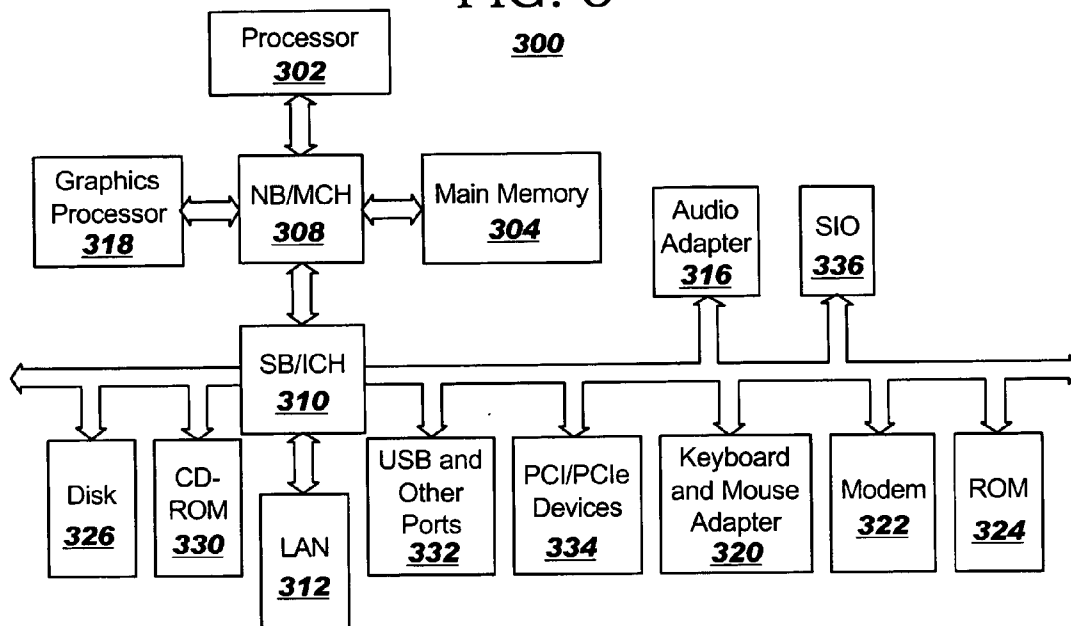 FIG.
300
Processor
302
Graphics
Processor
318
NB/MCH
308
Main Memory
304
Audio
Adapter
316
SIO
336
SB/ICH
310
Disk
326
CD-
ROM
330
LAN
312
USB and
Other
Ports
332
PCI/PCIe
Devices
334
Keyboard
and Mouse
Adapter
320
Modem
322
ROM
324